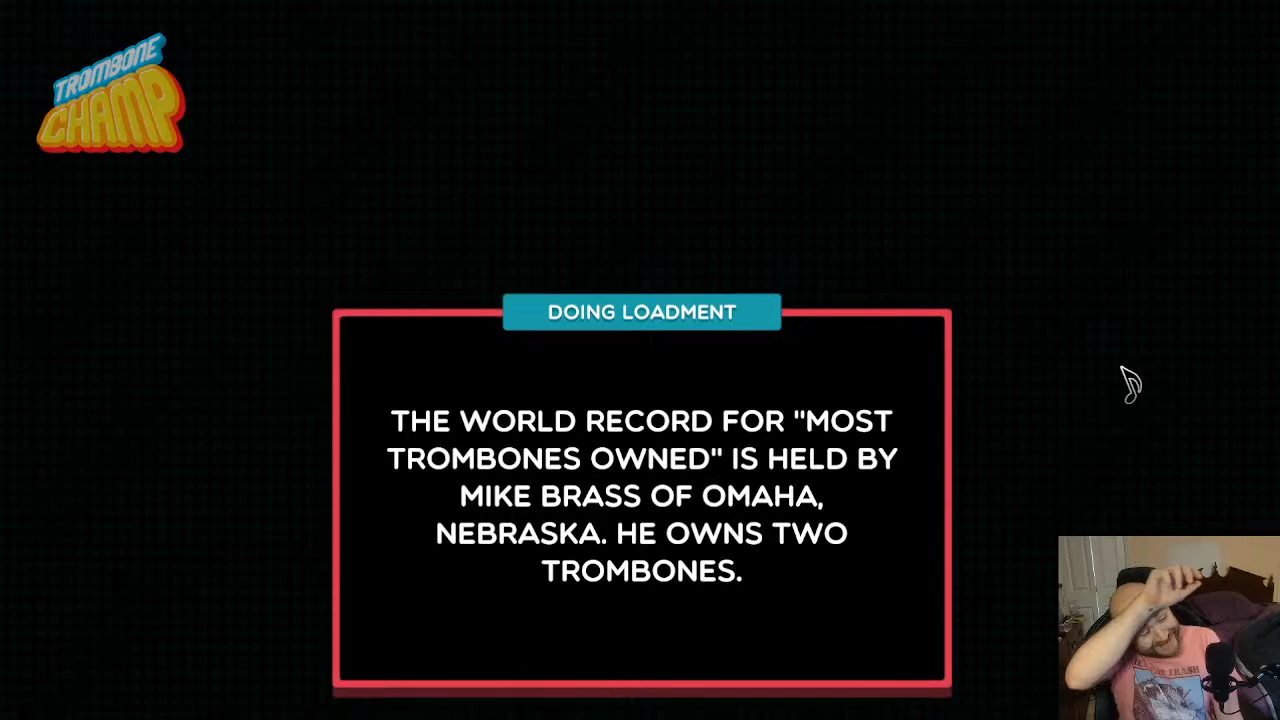 TROMBONE
CHAMP
DOING LOADMENT
THE WORLD RECORD FOR "MOST
TROMBONES OWNED" IS HELD BY
MIKE BRASS OF OMAHA,
NEBRASKA. HE OWNS TWO
TROMBONES.
TRASH